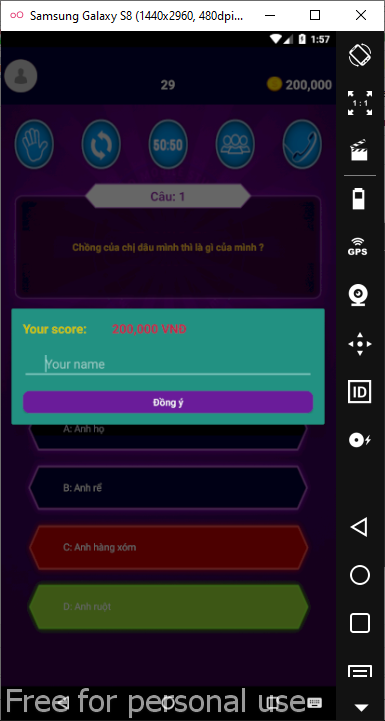 Samsung Galaxy S8 (1440x2960, 480dpi...
1:57
29
200,000
50:50
Câu: 1
Chồng của chị dâu mình thì là gì của mình ?
Your score: 200,000 VNĐ
Your name
Đồng ý
A: Anh họ
B: Anh rể
C: Anh hàng xóm
D: Anh ruột
1:1
GPS
ID
Free for personal use